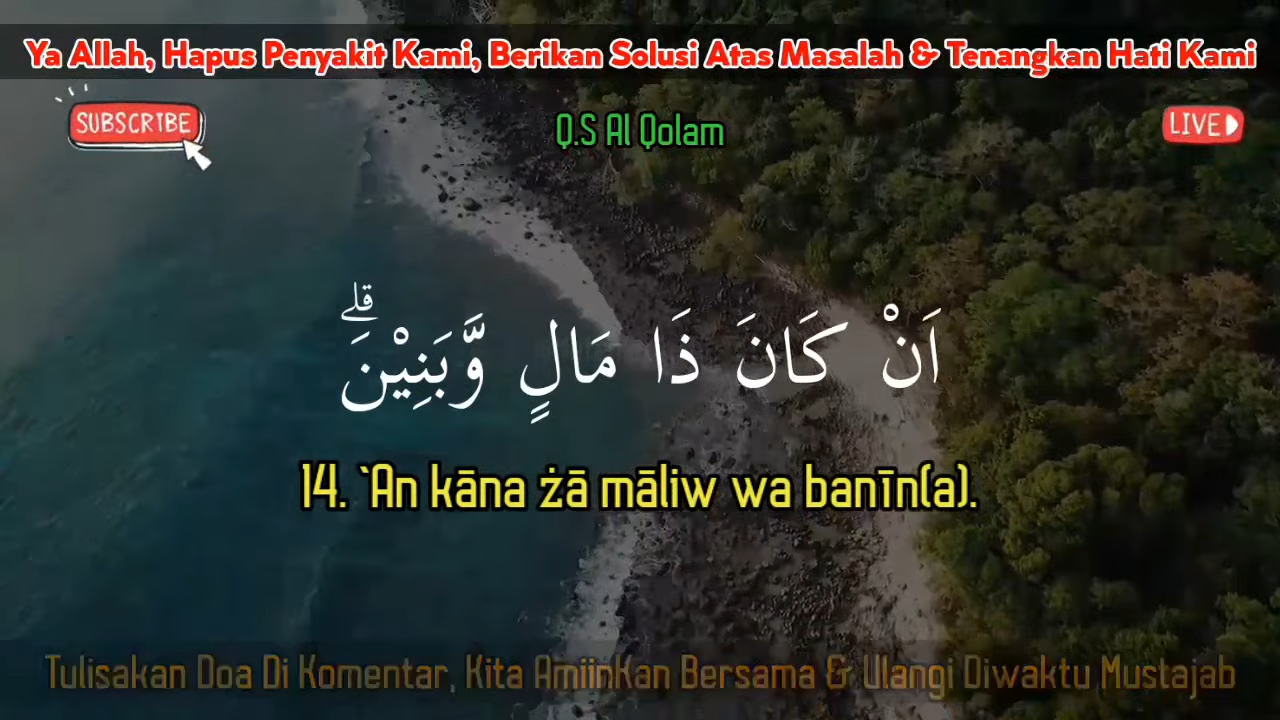 Ya Allah, Hapus Penyakit Kami, Berikan Solusi Atas Masalah & Tenangkan Hati Kami
SUBSCRIBE
Q.S Al Qolam
LIVE
اَنْ كَانَ ذَا مَالٍ وَّبَنِيْنَۗ
14. `An kāna żā māliw wa banīn(a).
Tulisakan Doa Di Komentar, Kita AmiinKan Bersama & Ulangi Diwaktu Mustajab